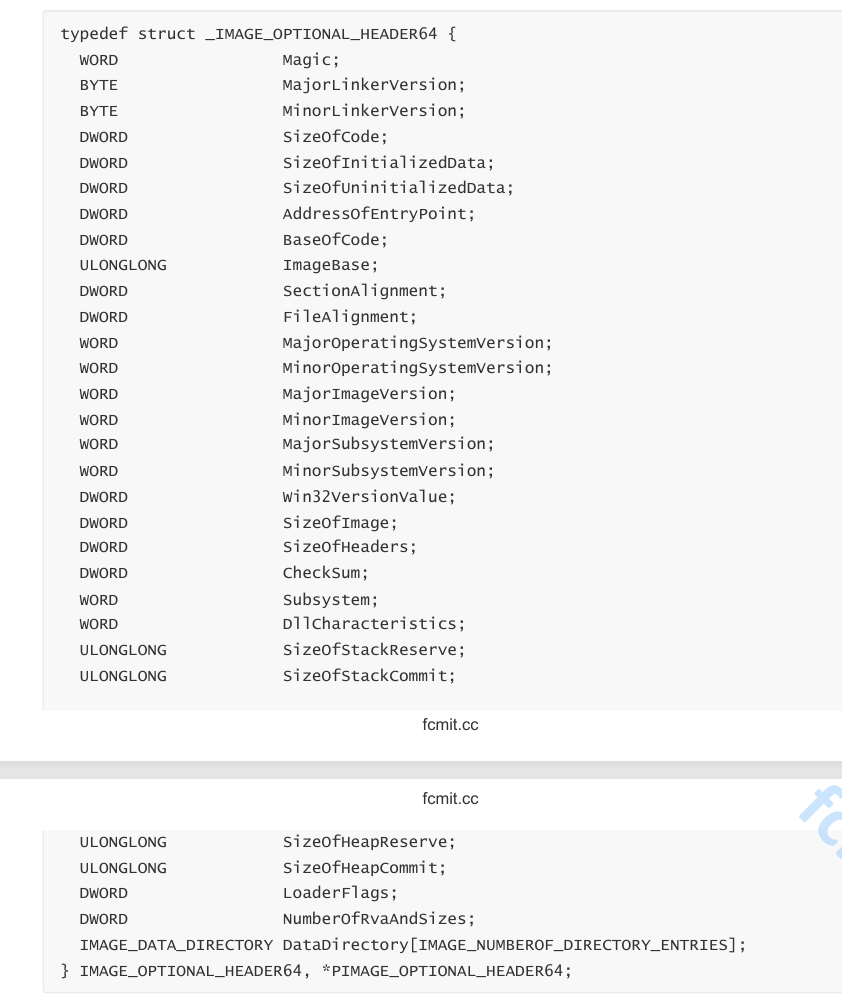 typedef struct _IMAGE_OPTIONAL_HEADER64 {
  WORD                 Magic;
  BYTE                 MajorLinkerVersion;
  BYTE                 MinorLinkerVersion;
  DWORD                SizeOfCode;
  DWORD                SizeOfInitializedData;
  DWORD                SizeOfUninitializedData;
  DWORD                AddressOfEntryPoint;
  DWORD                BaseOfCode;
  ULONGLONG            ImageBase;
  DWORD                SectionAlignment;
  DWORD                FileAlignment;
  WORD                 MajorOperatingSystemVersion;
  WORD                 MinorOperatingSystemVersion;
  WORD                 MajorImageVersion;
  WORD                 MinorImageVersion;
  WORD                 MajorSubsystemVersion;
  WORD                 MinorSubsystemVersion;
  DWORD                Win32VersionValue;
  DWORD                SizeOfImage;
  DWORD                SizeOfHeaders;
  DWORD                CheckSum;
  WORD                 Subsystem;
  WORD                 DllCharacteristics;
  ULONGLONG            SizeOfStackReserve;
  ULONGLONG            SizeOfStackCommit;
fcmit.cc
fcmit.cc
  ULONGLONG            SizeOfHeapReserve;
  ULONGLONG            SizeOfHeapCommit;
  DWORD                LoaderFlags;
  DWORD                NumberOfRvaAndSizes;
  IMAGE_DATA_DIRECTORY DataDirectory[IMAGE_NUMBEROF_DIRECTORY_ENTRIES];
} IMAGE_OPTIONAL_HEADER64, *PIMAGE_OPTIONAL_HEADER64;